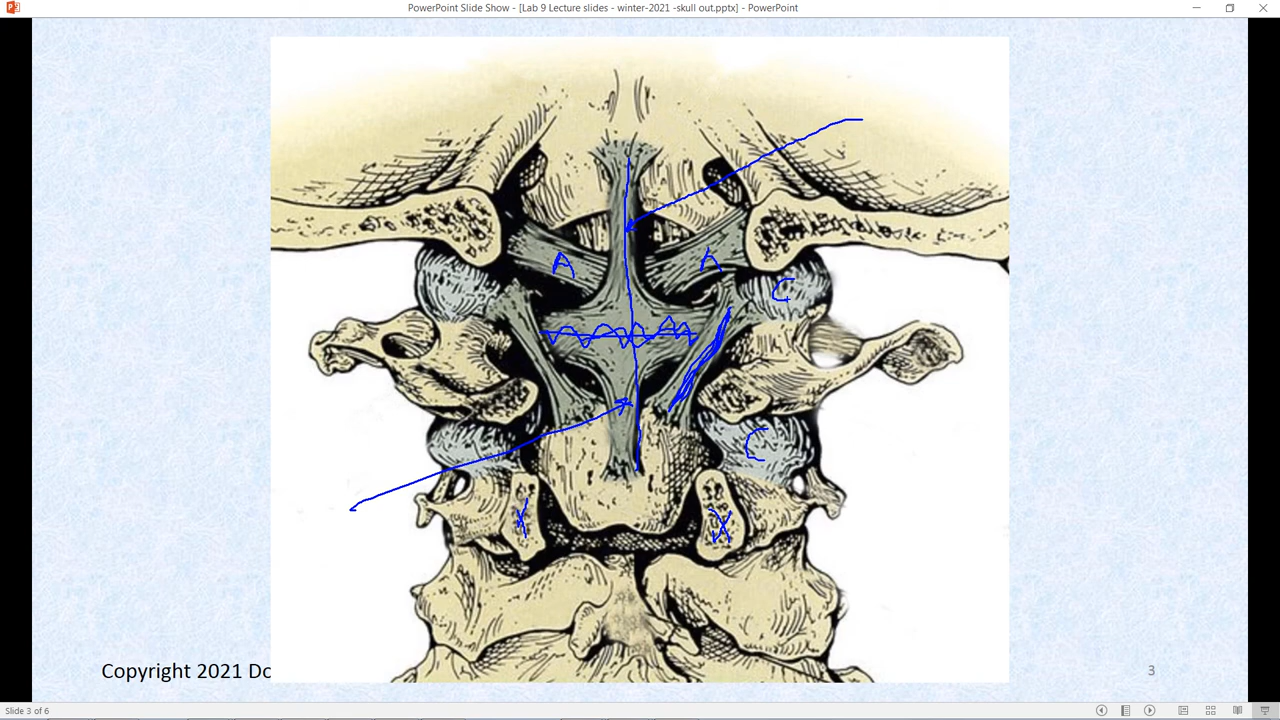 PowerPoint Slide Show - [Lab 9 Lecture slides - winter-2021 -skull out.pptx] - PowerPoint
A A
C
C
X X
Copyright 2021 Dc
3
Slide 3 of 6